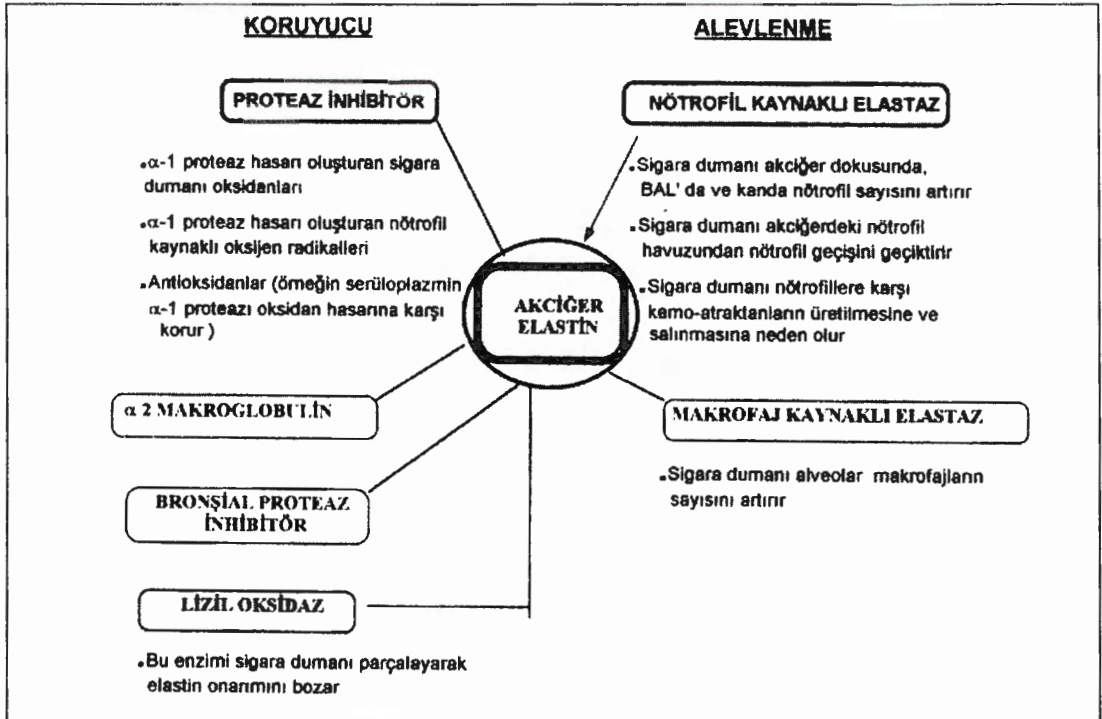 KORUYUCU
PROTEAZ İNHİBİTÖR
.α-1 proteaz hasarı oluşturan sigara
dumanı oksidanları
.α-1 proteaz hasarı oluşturan nötrofil
kaynaklı oksijen radikalleri
.Antioksidanlar (örneğin serüloplazmin
α-1 proteazı oksidan hasarına karşı
korur )
α 2 MAKROGLOBULİN
BRONŞİAL PROTEAZ
İNHİBİTÖR
LİZİL OKSİDAZ
.Bu enzimi sigara dumanı parçalayarak
elastin onarımını bozar
AKCİĞER
ELASTİN
ALEVLENME
NÖTROFİL KAYNAKLI ELASTAZ
.Sigara dumanı akciğer dokusunda,
BAL' da ve kanda nötrofil sayısını artırır
.Sigara dumanı akciğerdeki nötrofil
havuzundan nötrofil geçişini geçiktirir
.Sigara dumanı nötrofillere karşı
kemo-atraktanların üretilmesine ve
salınmasına neden olur
MAKROFAJ KAYNAKLI ELASTAZ
.Sigara dumanı alveolar makrofajların
sayısını artırır